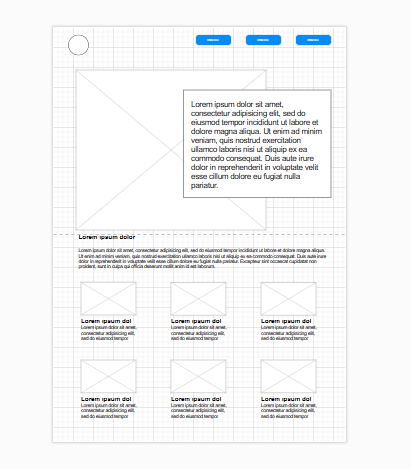 Lorem ipsum dolor sit amet,
consectetur adipisicing elit, sed do
eiusmod tempor incididunt ut labore et
dolore magna aliqua. Ut enim ad minim
veniam, quis nostrud exercitation
ullamco laboris nisi ut aliquip ex ea
commodo consequat. Duis aute irure
dolor in reprehenderit in voluptate velit
esse cillum dolore eu fugiat nulla
pariatur.
Lorem ipsum dolor
Lorem ipsum dolor sit amet, consectetur adipisicing elit, sed do eiusmod tempor incididunt ut labore et dolore magna aliqua.
Ut enim ad minim veniam, quis nostrud exercitation ullamco laboris nisi ut aliquip ex ea commodo consequat. Duis aute irure
dolor in reprehenderit in voluptate velit esse cillum dolore eu fugiat nulla pariatur. Excepteur sint occaecat cupidatat non
proident, sunt in culpa qui officia deserunt mollit anim id est laborum.
Lorem ipsum dol
Lorem ipsum dolor sit amet,
consectetur adipisicing elit,
sed do eiusmod tempor
Lorem ipsum dol
Lorem ipsum dolor sit amet,
consectetur adipisicing elit,
sed do eiusmod tempor
Lorem ipsum dol
Lorem ipsum dolor sit amet,
consectetur adipisicing elit,
sed do eiusmod tempor
Lorem ipsum dol
Lorem ipsum dolor sit amet,
consectetur adipisicing elit,
sed do eiusmod tempor
Lorem ipsum dol
Lorem ipsum dolor sit amet,
consectetur adipisicing elit,
sed do eiusmod tempor
Lorem ipsum dol
Lorem ipsum dolor sit amet,
consectetur adipisicing elit,
sed do eiusmod tempor